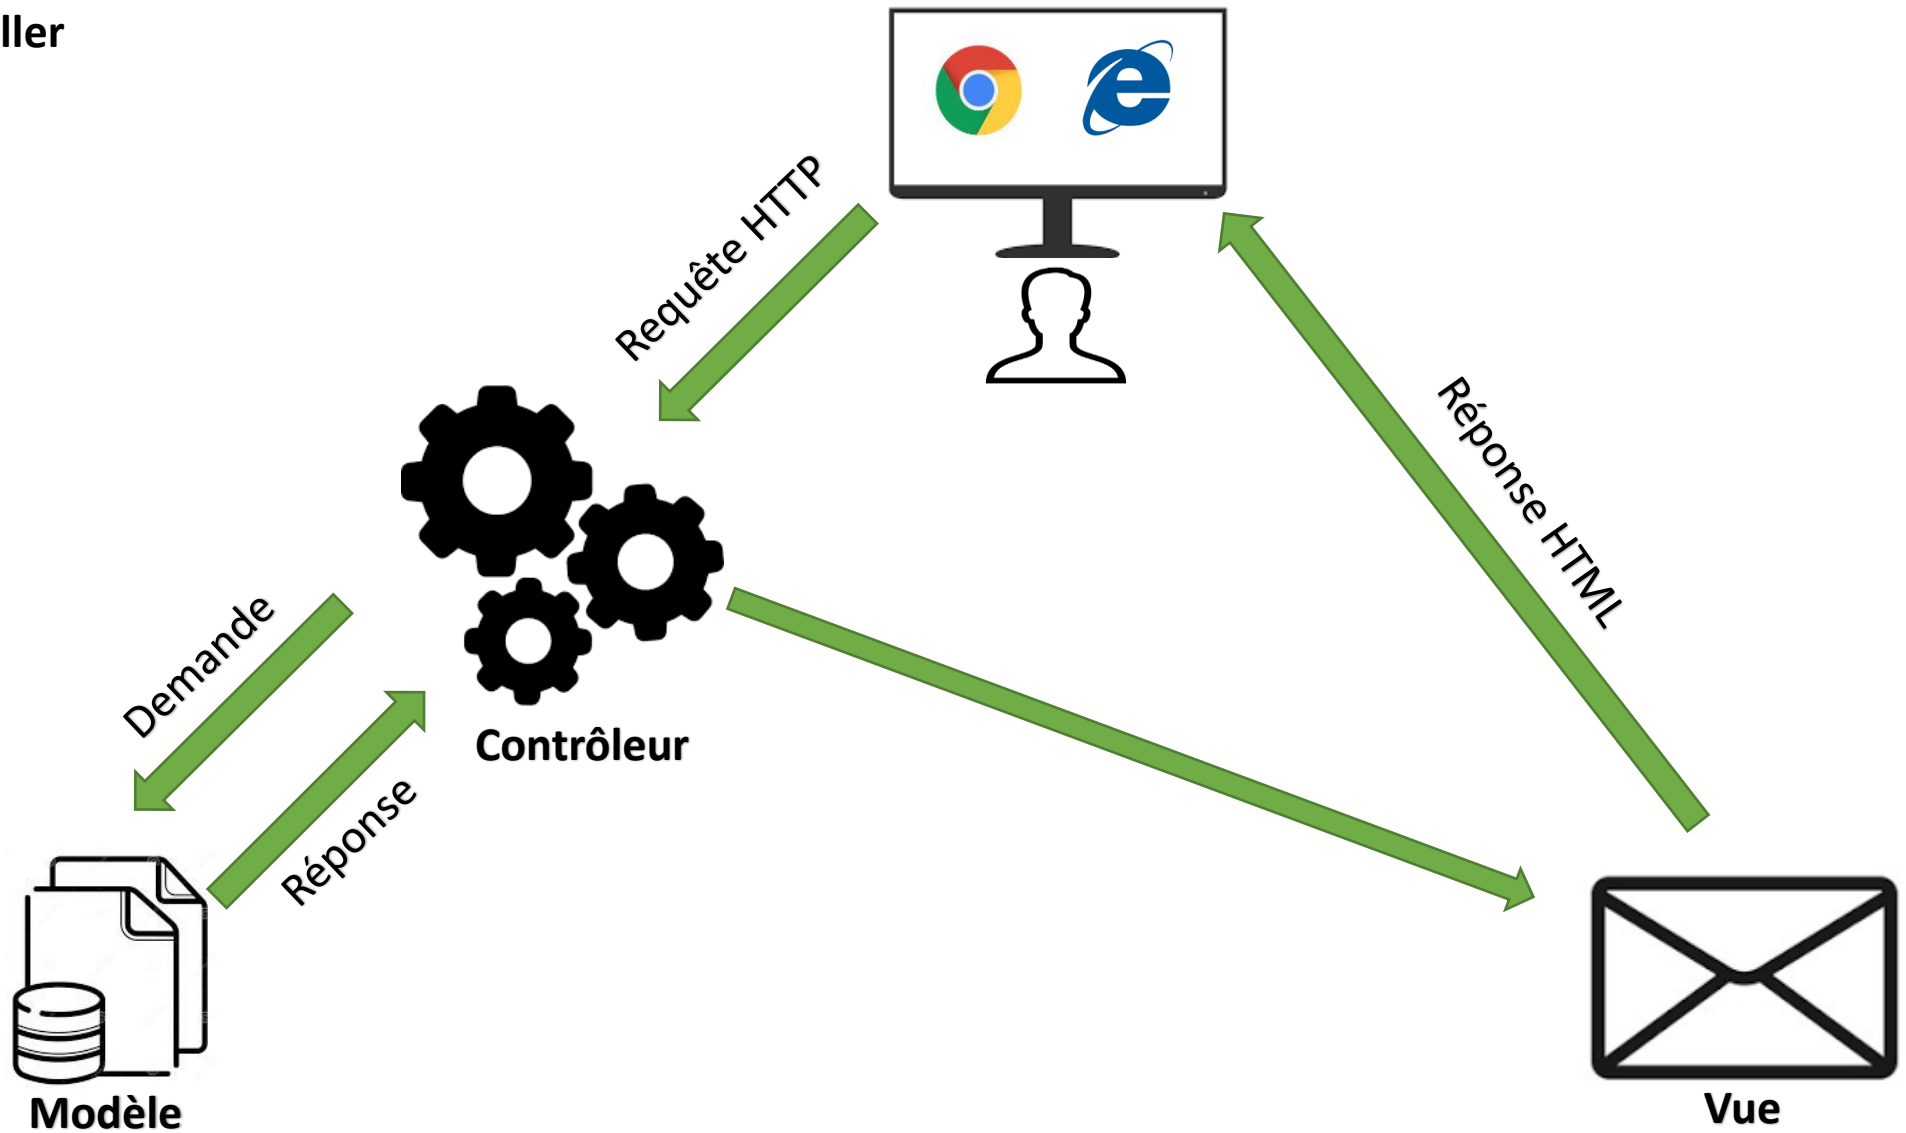 ller
Requête HTTP
Réponse HTML
Demande
Réponse
Contrôleur
Modèle
Vue